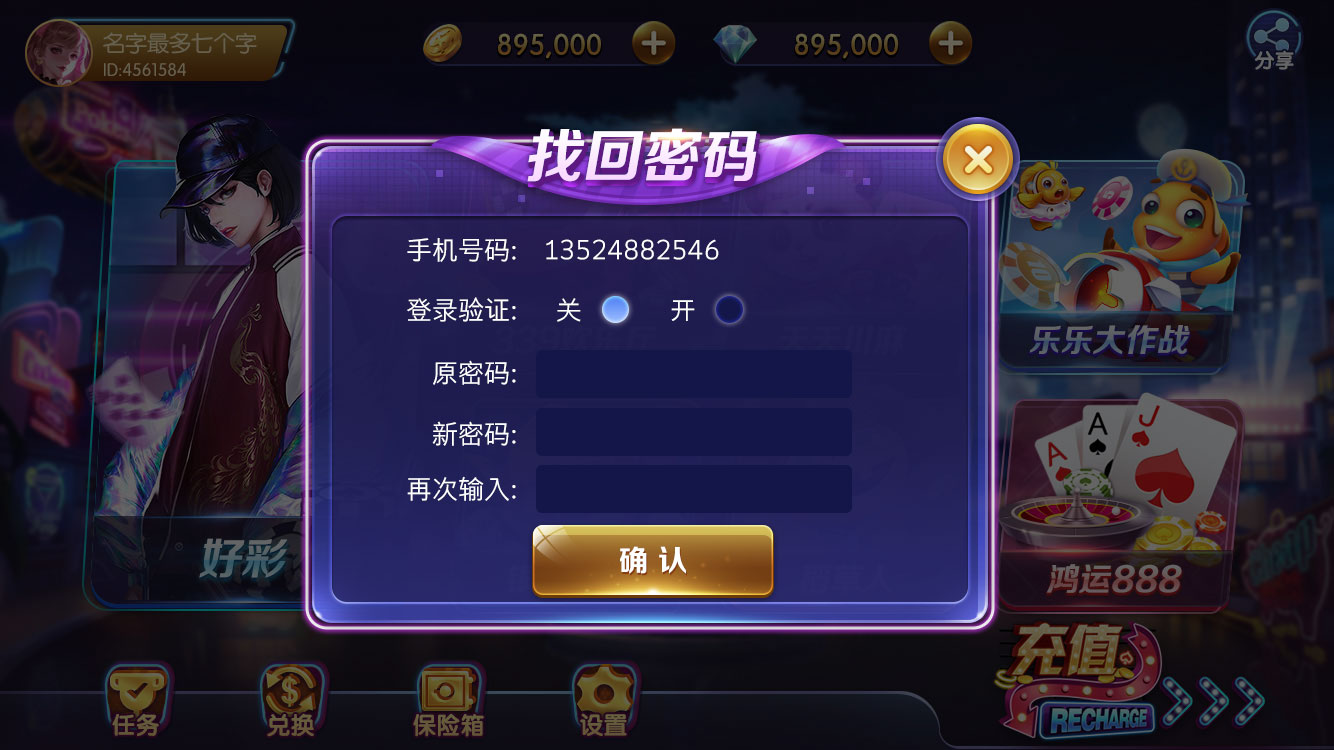 名字最多七个字
ID:4561584
895,000
895,000
分享
找回密码
手机号码: 13524882546
登录验证: 关 开
原密码:
新密码:
再次输入:
确认
好彩
乐乐大作战
鸿运888
任务
兑换
保险箱
设置
充值
RECHARGE